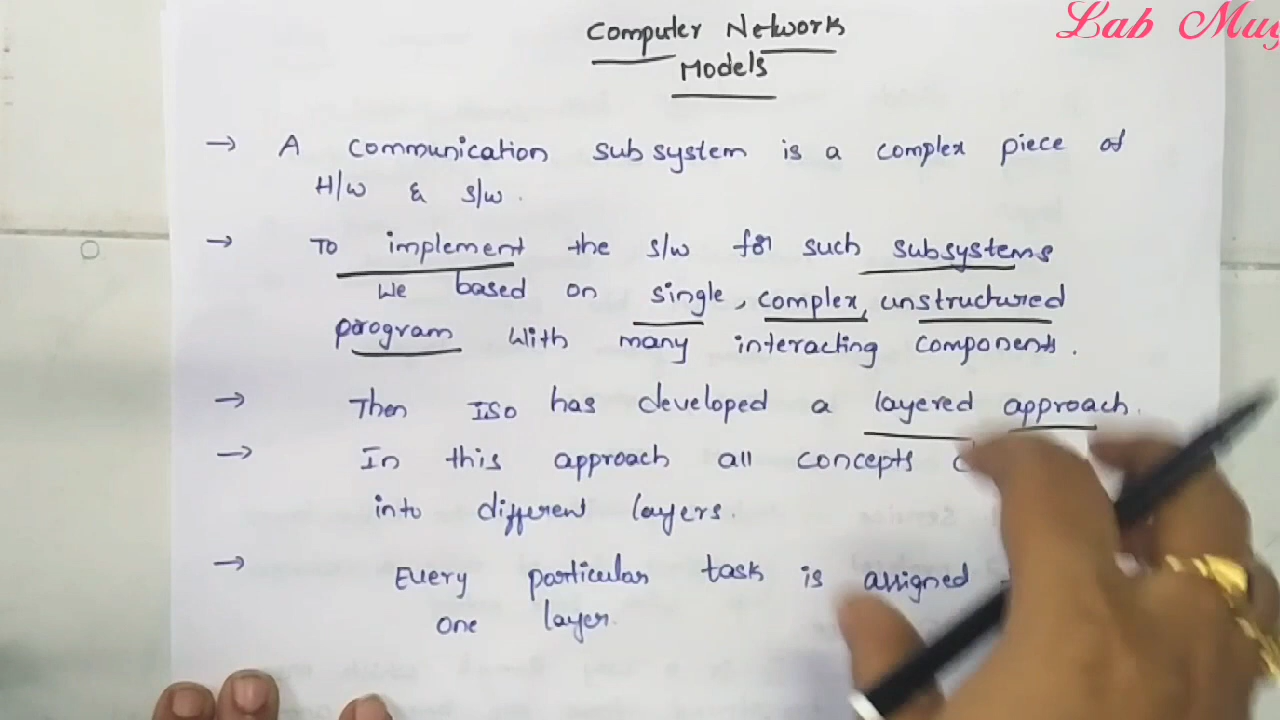 Lab Mug
Computer Network
Models
→ A communication subsystem is a complex piece of
H/w & s/w.
→ To implement the s/w for such subsystems
We based on single, complex, unstructured
program with many interacting components.
→ Then ISO has developed a layered approach.
→ In this approach all concepts
into different layers.
→ Every particular task is assigned
one layer.